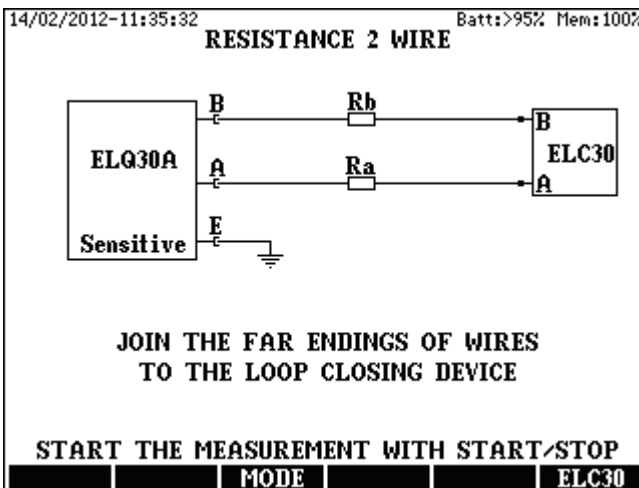 14/02/2012-11:35:32 Batt:>95% Mem:100%
RESISTANCE 2 WIRE
B Rb B
ELQ30A ELC30
A Ra A
E
Sensitive
JOIN THE FAR ENDINGS OF WIRES
TO THE LOOP CLOSING DEVICE
START THE MEASUREMENT WITH START/STOP
MODE ELC30